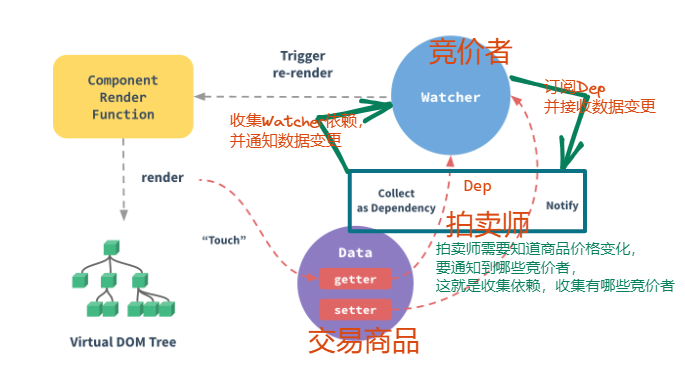 竞价者
Trigger
re-render
Component
Render
Function
Watcher
订阅Dep
并接收数据变更
收集Watcher依赖，
并通知数据变更
render
Dep
Collect
as Dependency
Notify
拍卖师
"Touch"
Data
拍卖师需要知道商品价格变化，
要通知到哪些竞价者，
这就是收集依赖，收集有哪些竞价者
getter
setter
交易商品
Virtual DOM Tree